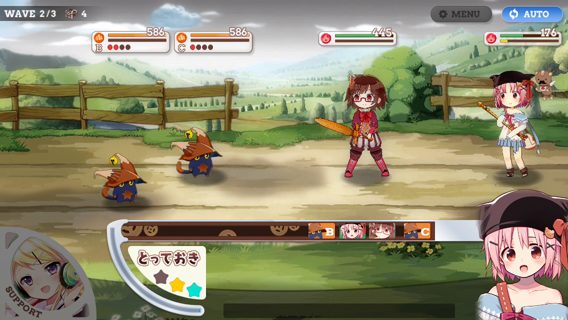 WAVE 2/3 4
MENU
AUTO
586
586
445
176
B
C
B
C
とっておき
SUPPORT